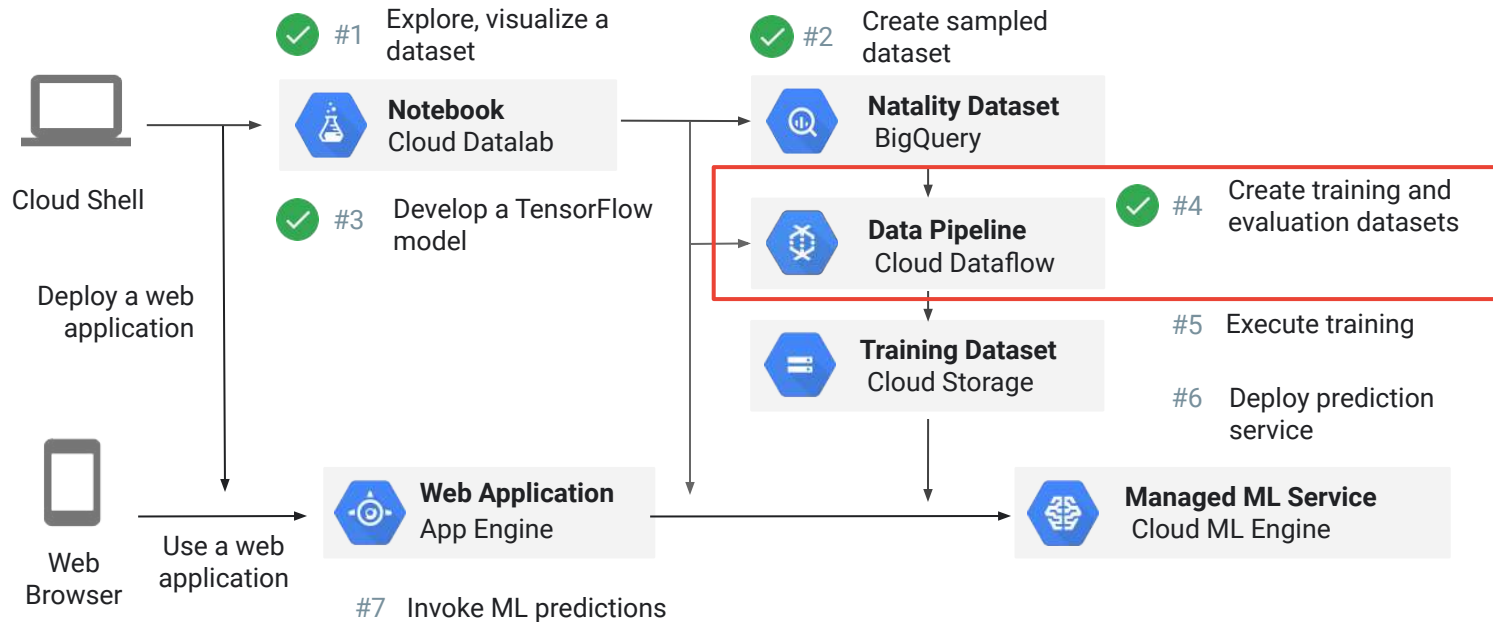 #1 Explore, visualize a
dataset
#2 Create sampled
dataset
Notebook
Cloud Datalab
Natality Dataset
BigQuery
Cloud Shell
#3 Develop a TensorFlow
model
Data Pipeline
Cloud Dataflow
#4 Create training and
evaluation datasets
Deploy a web
application
Training Dataset
Cloud Storage
#5 Execute training
#6 Deploy prediction
service
Web
Browser
Use a web
application
Web Application
App Engine
Managed ML Service
Cloud ML Engine
#7 Invoke ML predictions